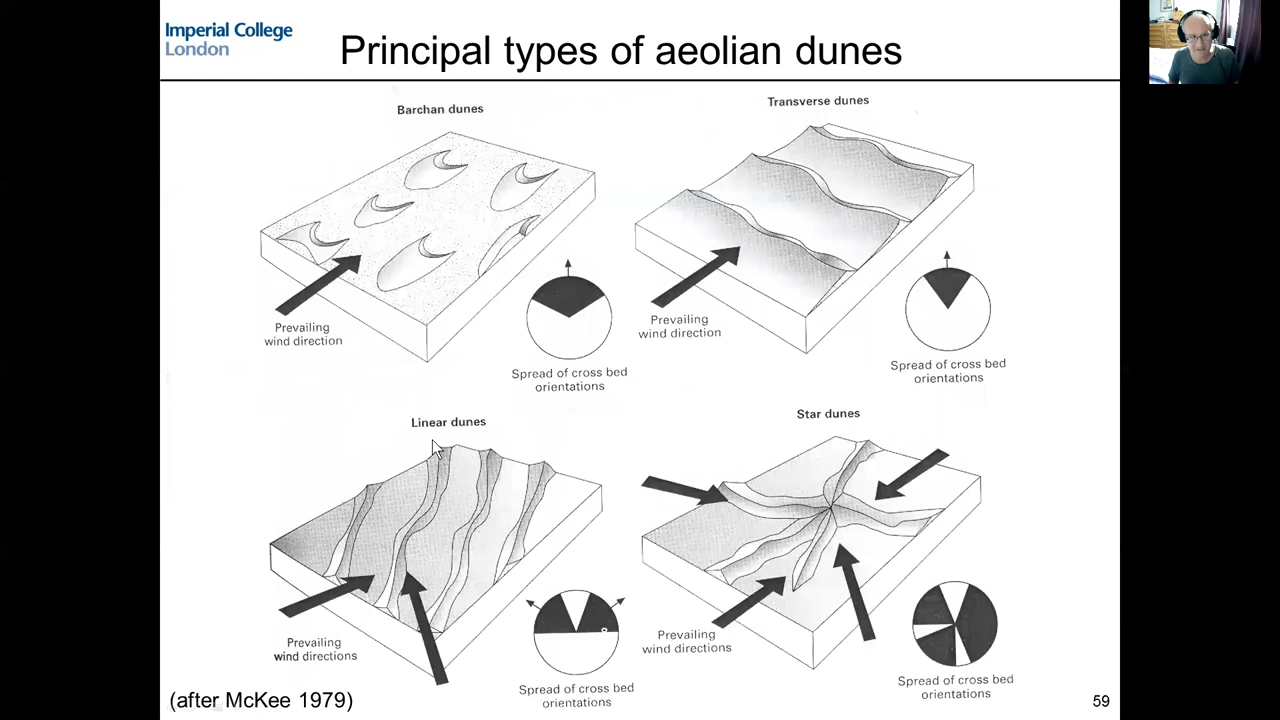 Imperial College
London
Principal types of aeolian dunes
Barchan dunes
Prevailing
wind direction
Spread of cross bed
orientations
Transverse dunes
Prevailing
wind direction
Spread of cross bed
orientations
Linear dunes
Prevailing
wind directions
Spread of cross bed
orientations
Star dunes
Prevailing
wind directions
Spread of cross bed
orientations
(after McKee 1979)
59